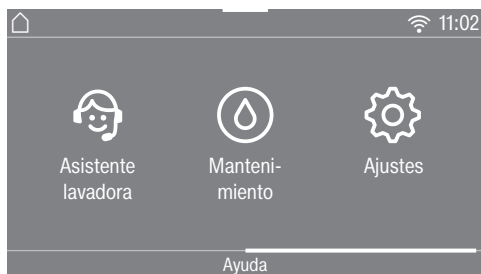 11:02
Asistente
lavadora
Manteni-
miento
Ajustes
Ayuda